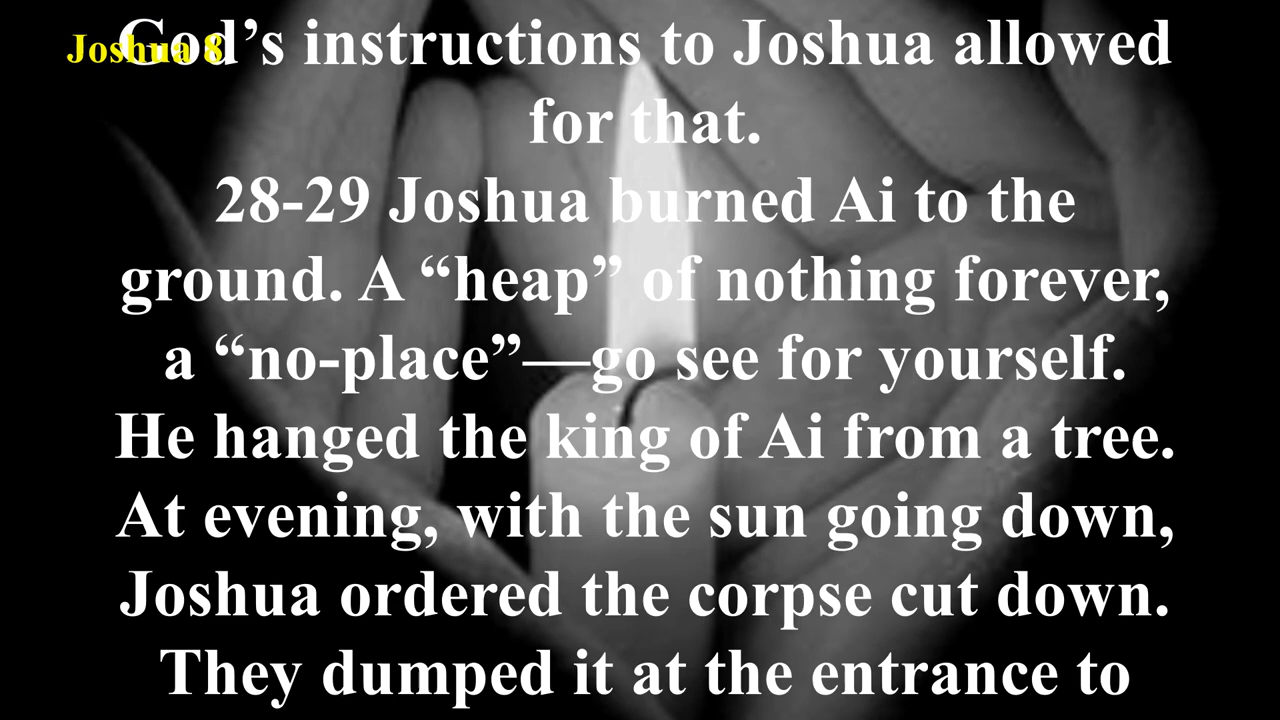 Joshua 8
God’s instructions to Joshua allowed
for that.
28-29 Joshua burned Ai to the
ground. A “heap” of nothing forever,
a “no-place”—go see for yourself.
He hanged the king of Ai from a tree.
At evening, with the sun going down,
Joshua ordered the corpse cut down.
They dumped it at the entrance to